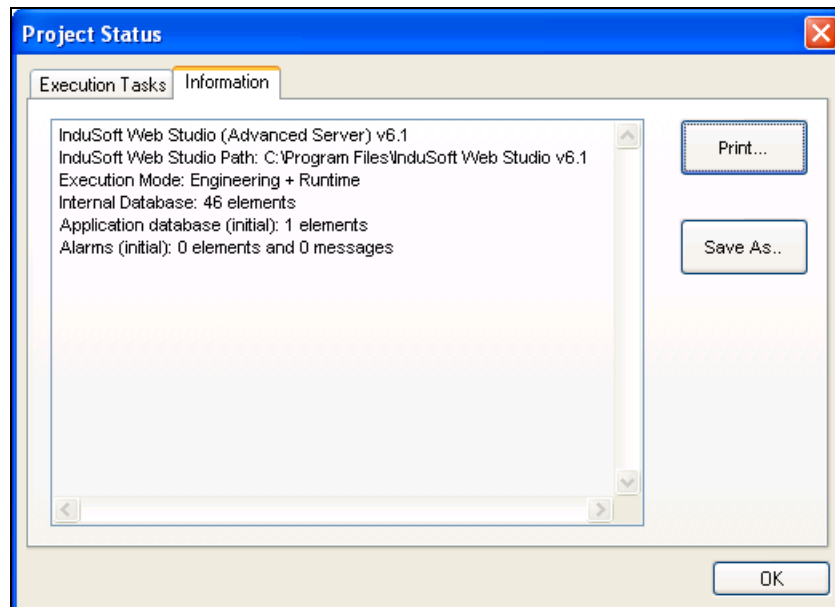 Project Status
Execution Tasks
Information
InduSoft Web Studio (Advanced Server) v6.1
InduSoft Web Studio Path: C:\Program Files\InduSoft Web Studio v6.1
Execution Mode: Engineering + Runtime
Internal Database: 46 elements
Application database (initial): 1 elements
Alarms (initial): 0 elements and 0 messages
Print...
Save As..
OK